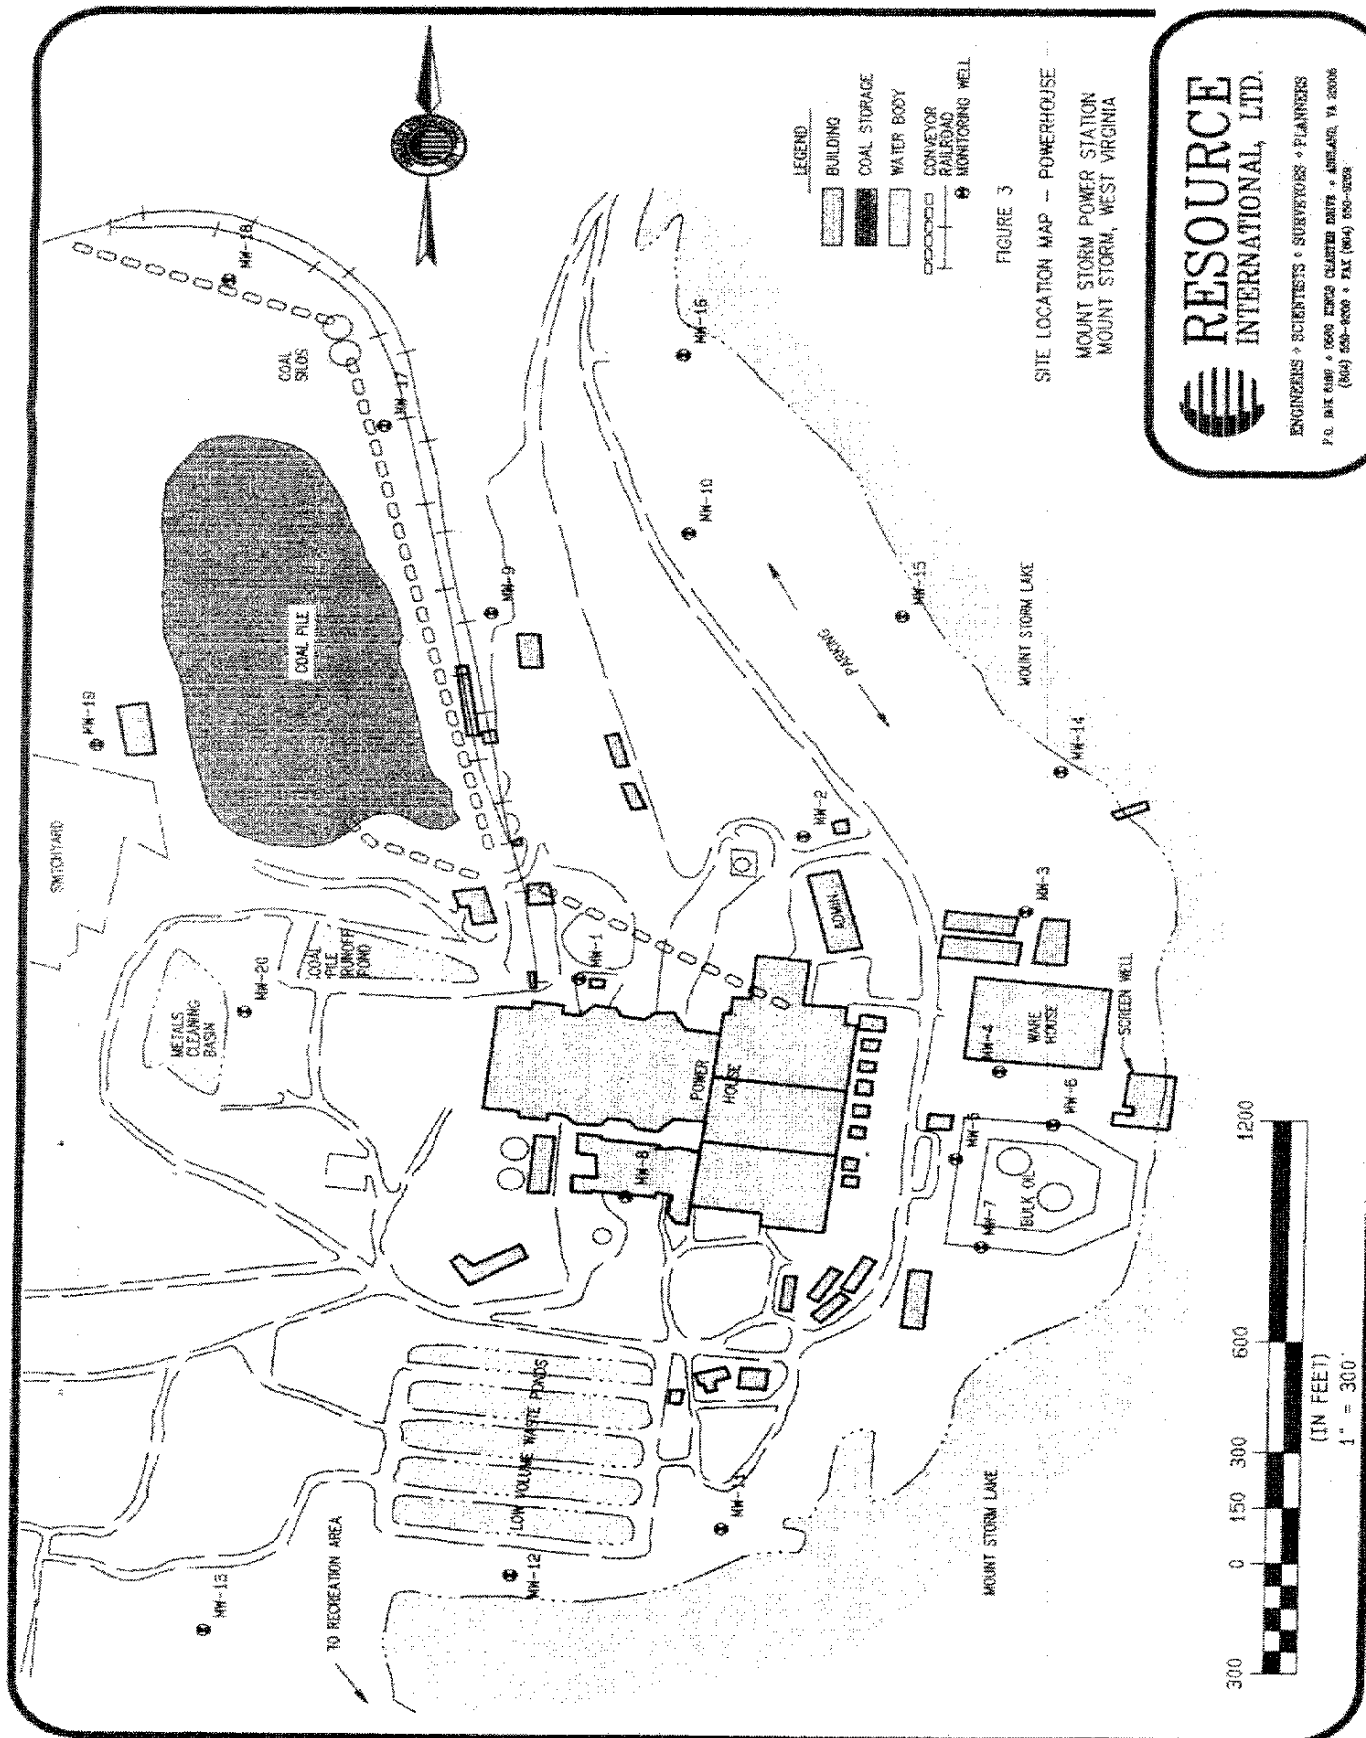 LEGEND
BUILDING
COAL STORAGE
WATER BODY
CONVEYOR
RAILROAD
MONITORING WELL
FIGURE 3
SITE LOCATION MAP -- POWERHOUSE
MOUNT STORM POWER STATION
MOUNT STORM, WEST VIRGINIA
RESOURCE
INTERNATIONAL, LTD.
ENGINEERS • SCIENTISTS • SURVEYORS • PLANNERS
MW-18
COAL
SILOS
MW-17
COAL PILE
MW-9
MW-16
MW-10
MW-15
PARKING
MOUNT STORM LAKE
MW-14
MW-19
SWITCHYARD
MW-2
ADMIN.
MW-3
MW-1
COAL
PILE
RUNOFF
POND
MW-20
METALS
CLEANING
BASIN
POWER
HOUSE
MW-4
WARE
HOUSE
SCREEN WELL
MW-5
MW-6
MW-7
BULK OIL
MW-8
LOW VOLUME WASTE PONDS
MW-11
MW-12
MW-13
TO RECREATION AREA
MOUNT STORM LAKE
300 0 150 300 600 1200
(IN FEET)
1" = 300'